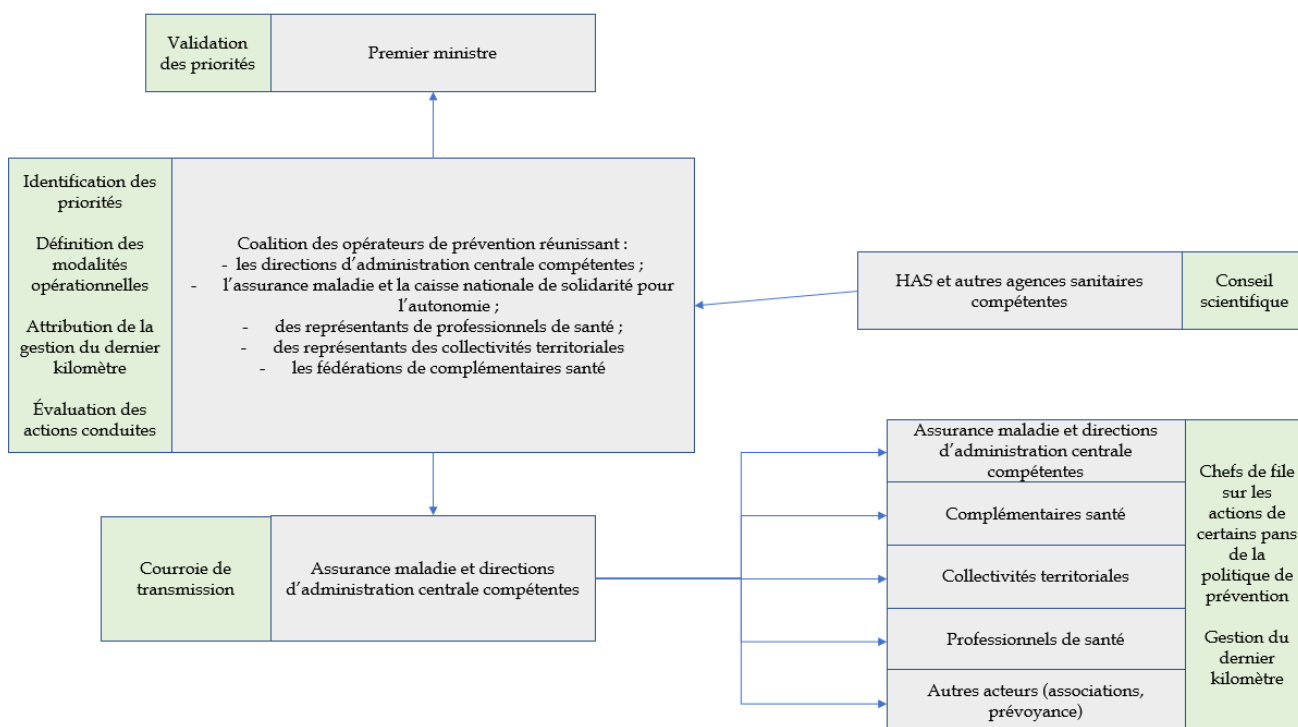 Validation
des priorités
Premier ministre
Identification des
priorités
Définition des
modalités
opérationnelles
Attribution de la
gestion du dernier
kilomètre
Évaluation des
actions conduites
Coalition des opérateurs de prévention réunissant :
- les directions d’administration centrale compétentes ;
- l’assurance maladie et la caisse nationale de solidarité pour
l’autonomie ;
- des représentants de professionnels de santé ;
- des représentants des collectivités territoriales
- les fédérations de complémentaires santé
HAS et autres agences sanitaires
compétentes
Conseil
scientifique
Courroie de
transmission
Assurance maladie et directions
d’administration centrale compétentes
Assurance maladie et directions
d’administration centrale
compétentes
Complémentaires santé
Collectivités territoriales
Professionnels de santé
Autres acteurs (associations,
prévoyance)
Chefs de file
sur les
actions de
certains pans
de la
politique de
prévention
Gestion du
dernier
kilomètre